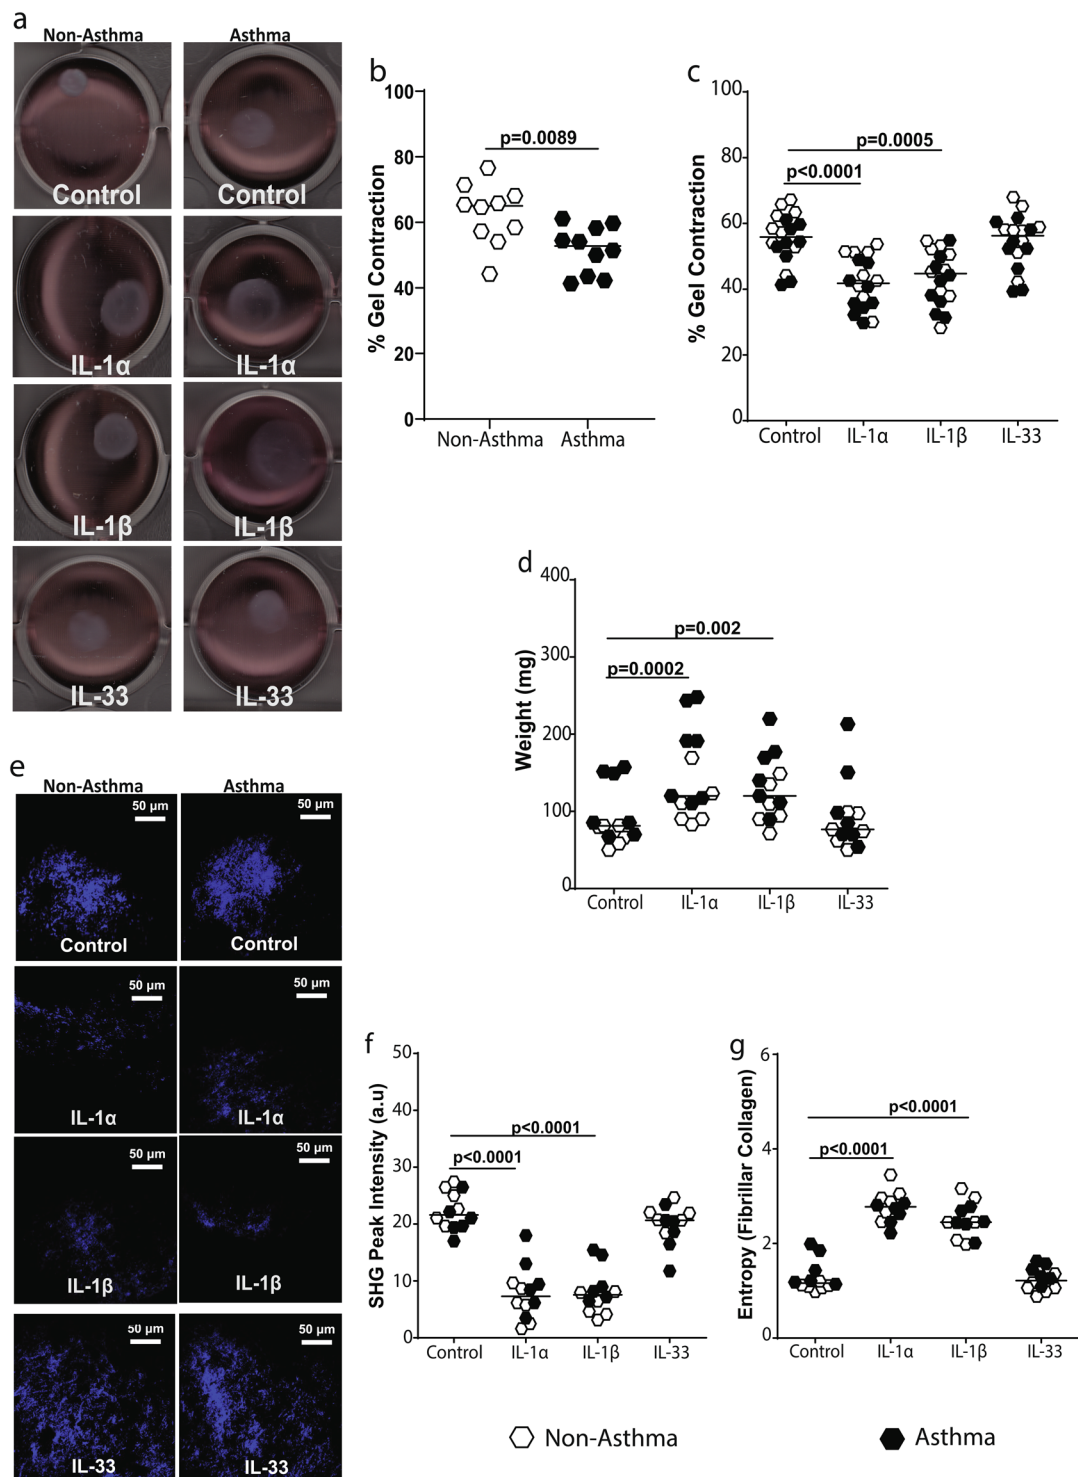 a
Non-Asthma
Asthma
Control
Control
IL-1α
IL-1α
IL-1β
IL-1β
IL-33
IL-33
b
% Gel Contraction
100
80
60
40
20
0
p=0.0089
Non-Asthma
Asthma
c
% Gel Contraction
100
80
60
40
20
0
p=0.0005
p<0.0001
Control
IL-1α
IL-1β
IL-33
d
Weight (mg)
400
300
200
100
0
p=0.002
p=0.0002
Control
IL-1α
IL-1β
IL-33
e
Non-Asthma
Asthma
50 µm
50 µm
Control
Control
50 µm
50 µm
IL-1α
IL-1α
50 µm
50 µm
IL-1β
IL-1β
50 µm
50 µm
IL-33
IL-33
f
SHG Peak Intensity (a.u)
50
40
30
20
10
0
p<0.0001
p<0.0001
Control
IL-1α
IL-1β
IL-33
g
Entropy (Fibrillar Collagen)
6
4
2
0
p<0.0001
p<0.0001
Control
IL-1α
IL-1β
IL-33
Non-Asthma
Asthma